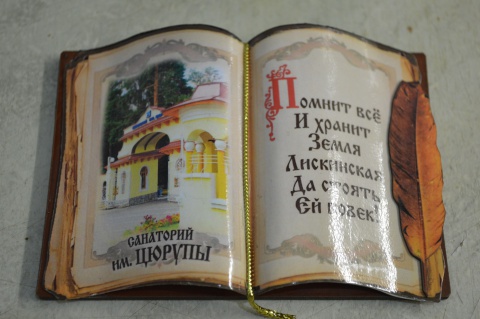 САНАТОРИЙ
им. ЦЮРУПЫ
Помнит всё
И хранит
Земля
Лискинская
Да стоять
Ей вовек!